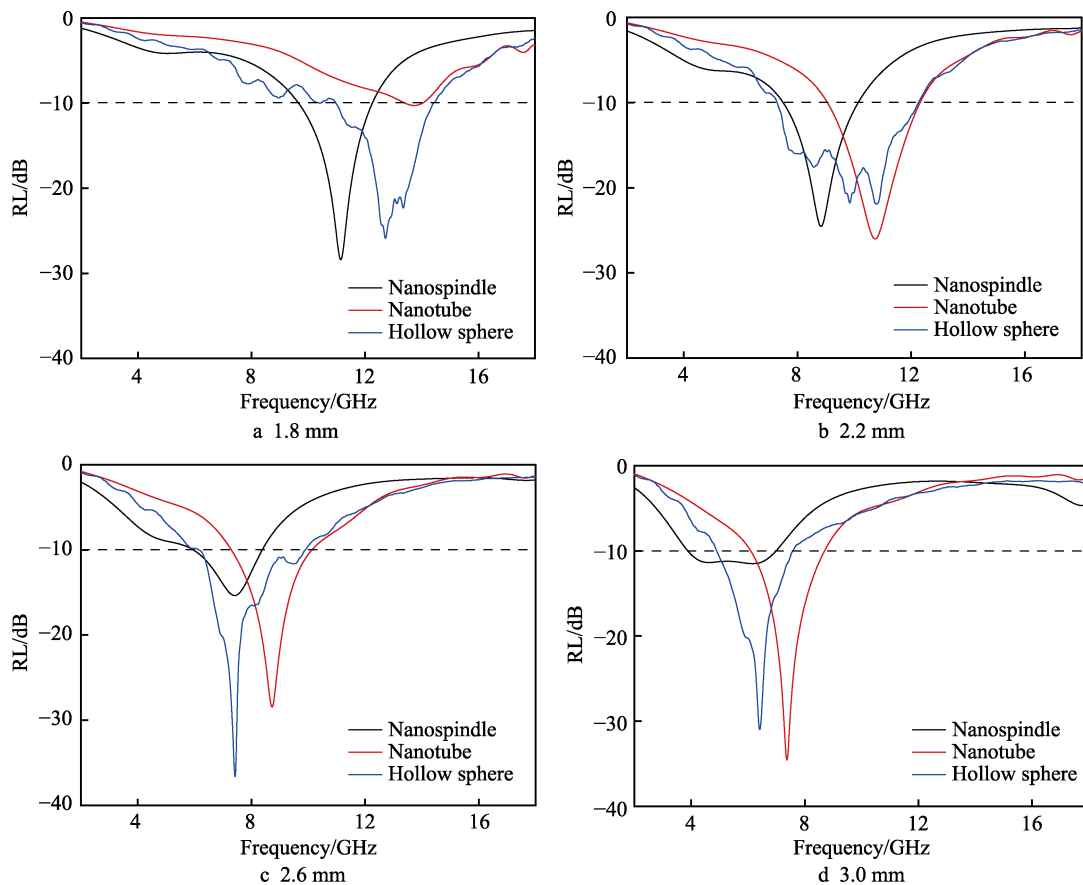 0
−10
−20
−30
−40
RL/dB
4 8 12 16
Frequency/GHz
Nanospindle
Nanotube
Hollow sphere
a 1.8 mm
0
−10
−20
−30
−40
RL/dB
4 8 12 16
Frequency/GHz
Nanospindle
Nanotube
Hollow sphere
b 2.2 mm
0
−10
−20
−30
−40
RL/dB
4 8 12 16
Frequency/GHz
Nanospindle
Nanotube
Hollow sphere
c 2.6 mm
0
−10
−20
−30
−40
RL/dB
4 8 12 16
Frequency/GHz
Nanospindle
Nanotube
Hollow sphere
d 3.0 mm